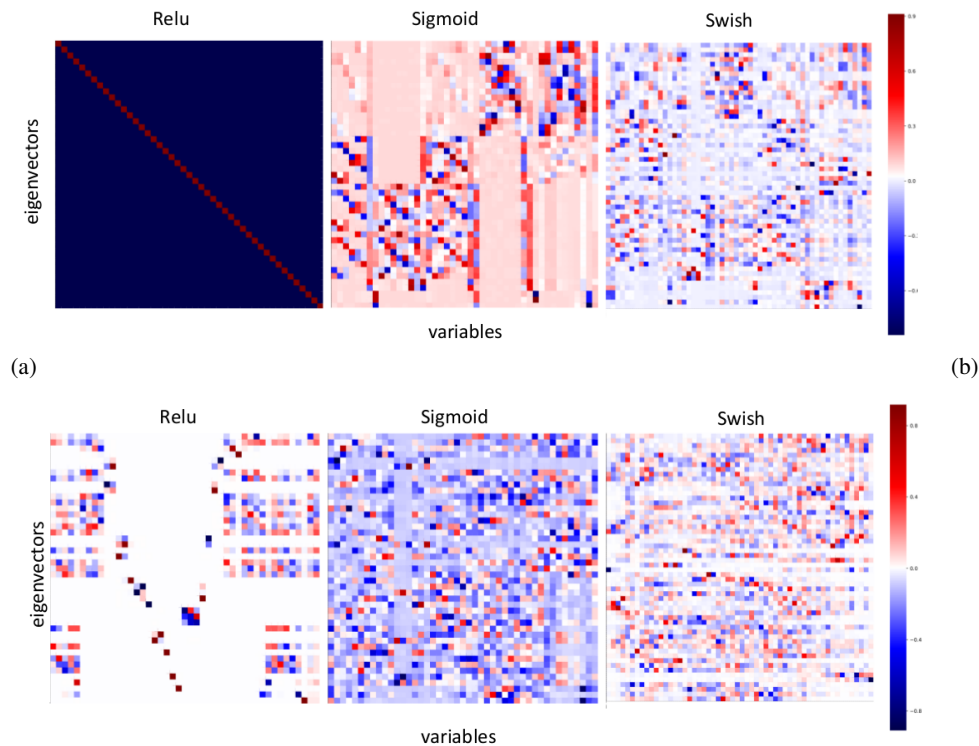 Relu Sigmoid Swish
0.9
0.6
0.3
0.0
eigenvectors
variables
(a) (b)
Relu Sigmoid Swish
0.8
0.4
0.0
−0.4
−0.8
eigenvectors
variables